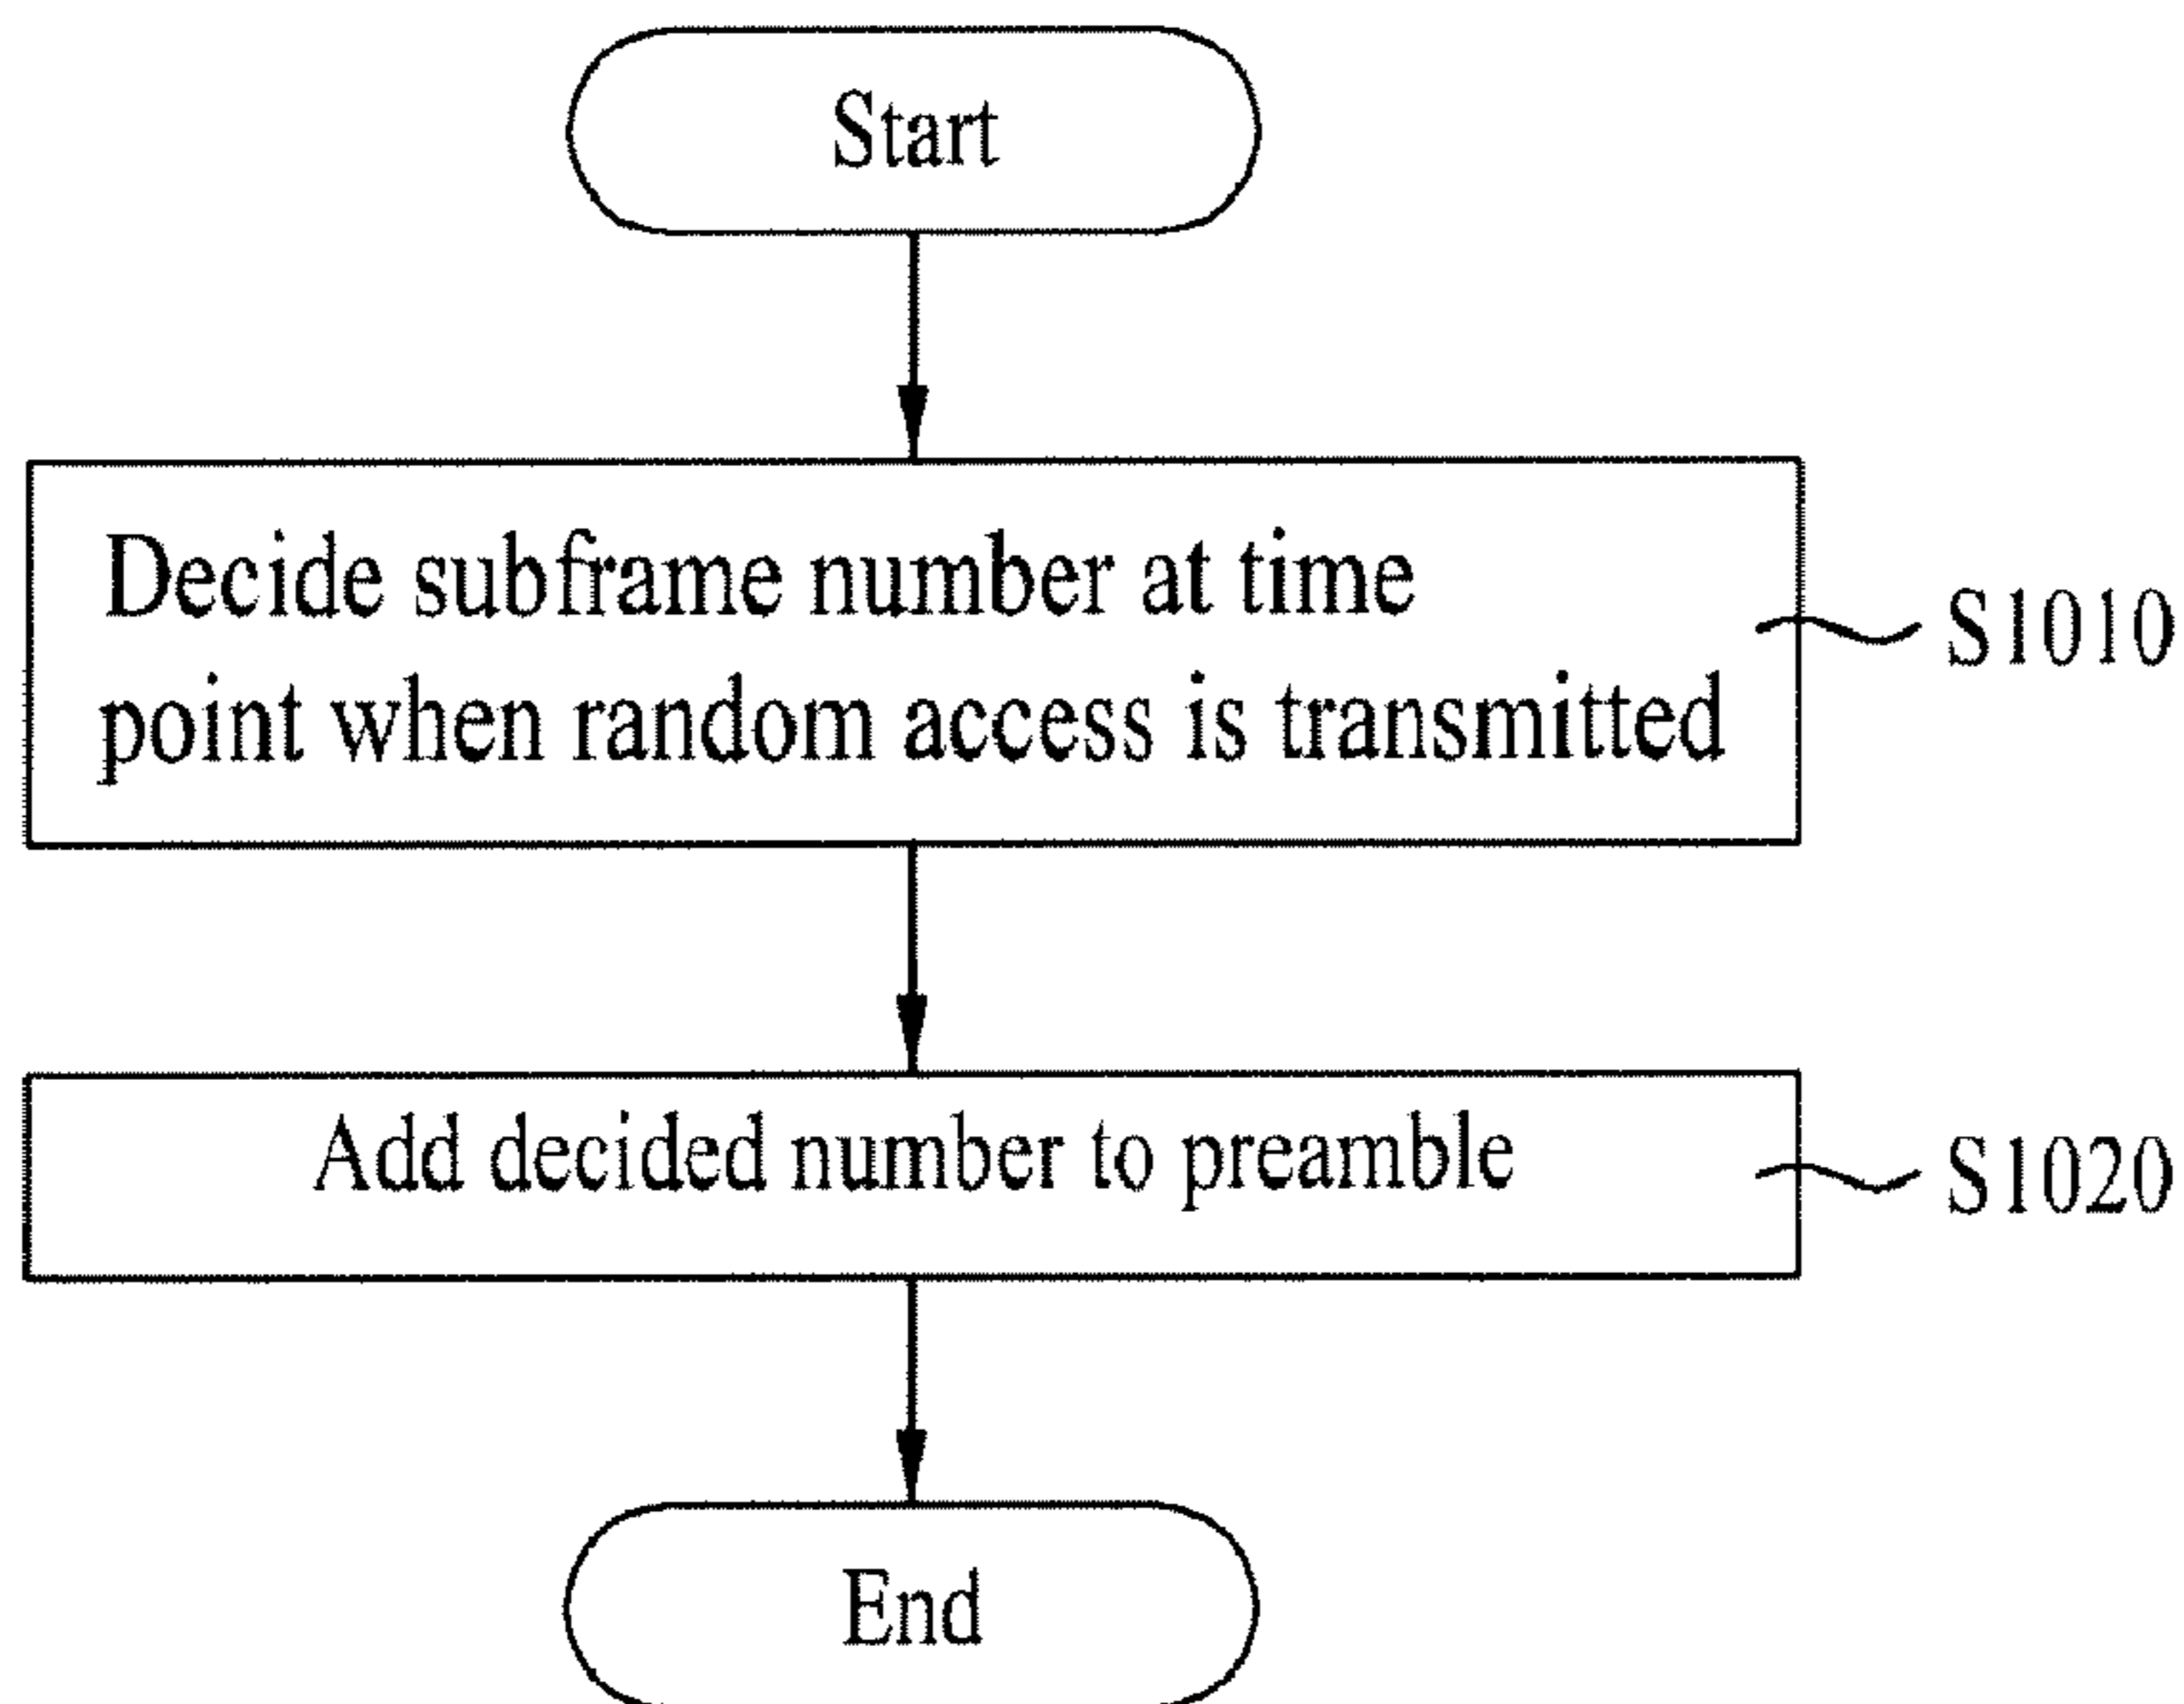 Start
Decide subframe number at time
point when random access is transmitted
S1010
Add decided number to preamble
S1020
End